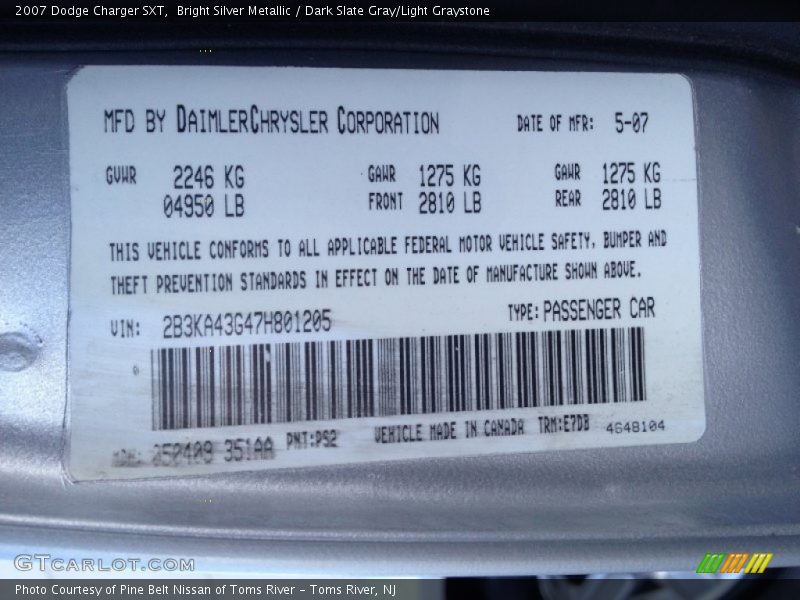 2007 Dodge Charger SXT, Bright Silver Metallic / Dark Slate Gray/Light Graystone
MFD BY DAIMLERCHRYSLER CORPORATION DATE OF MFR: 5-07
GVWR 2246 KG GAWR 1275 KG GAWR 1275 KG
04950 LB FRONT 2810 LB REAR 2810 LB
THIS VEHICLE CONFORMS TO ALL APPLICABLE FEDERAL MOTOR VEHICLE SAFETY, BUMPER AND
THEFT PREVENTION STANDARDS IN EFFECT ON THE DATE OF MANUFACTURE SHOWN ABOVE.
VIN: 2B3KA43G47H801205 TYPE: PASSENGER CAR
351AA PNT:PS2 VEHICLE MADE IN CANADA TRM:E7DB 4648104
GTCARLOT.COM
Photo Courtesy of Pine Belt Nissan of Toms River - Toms River, NJ